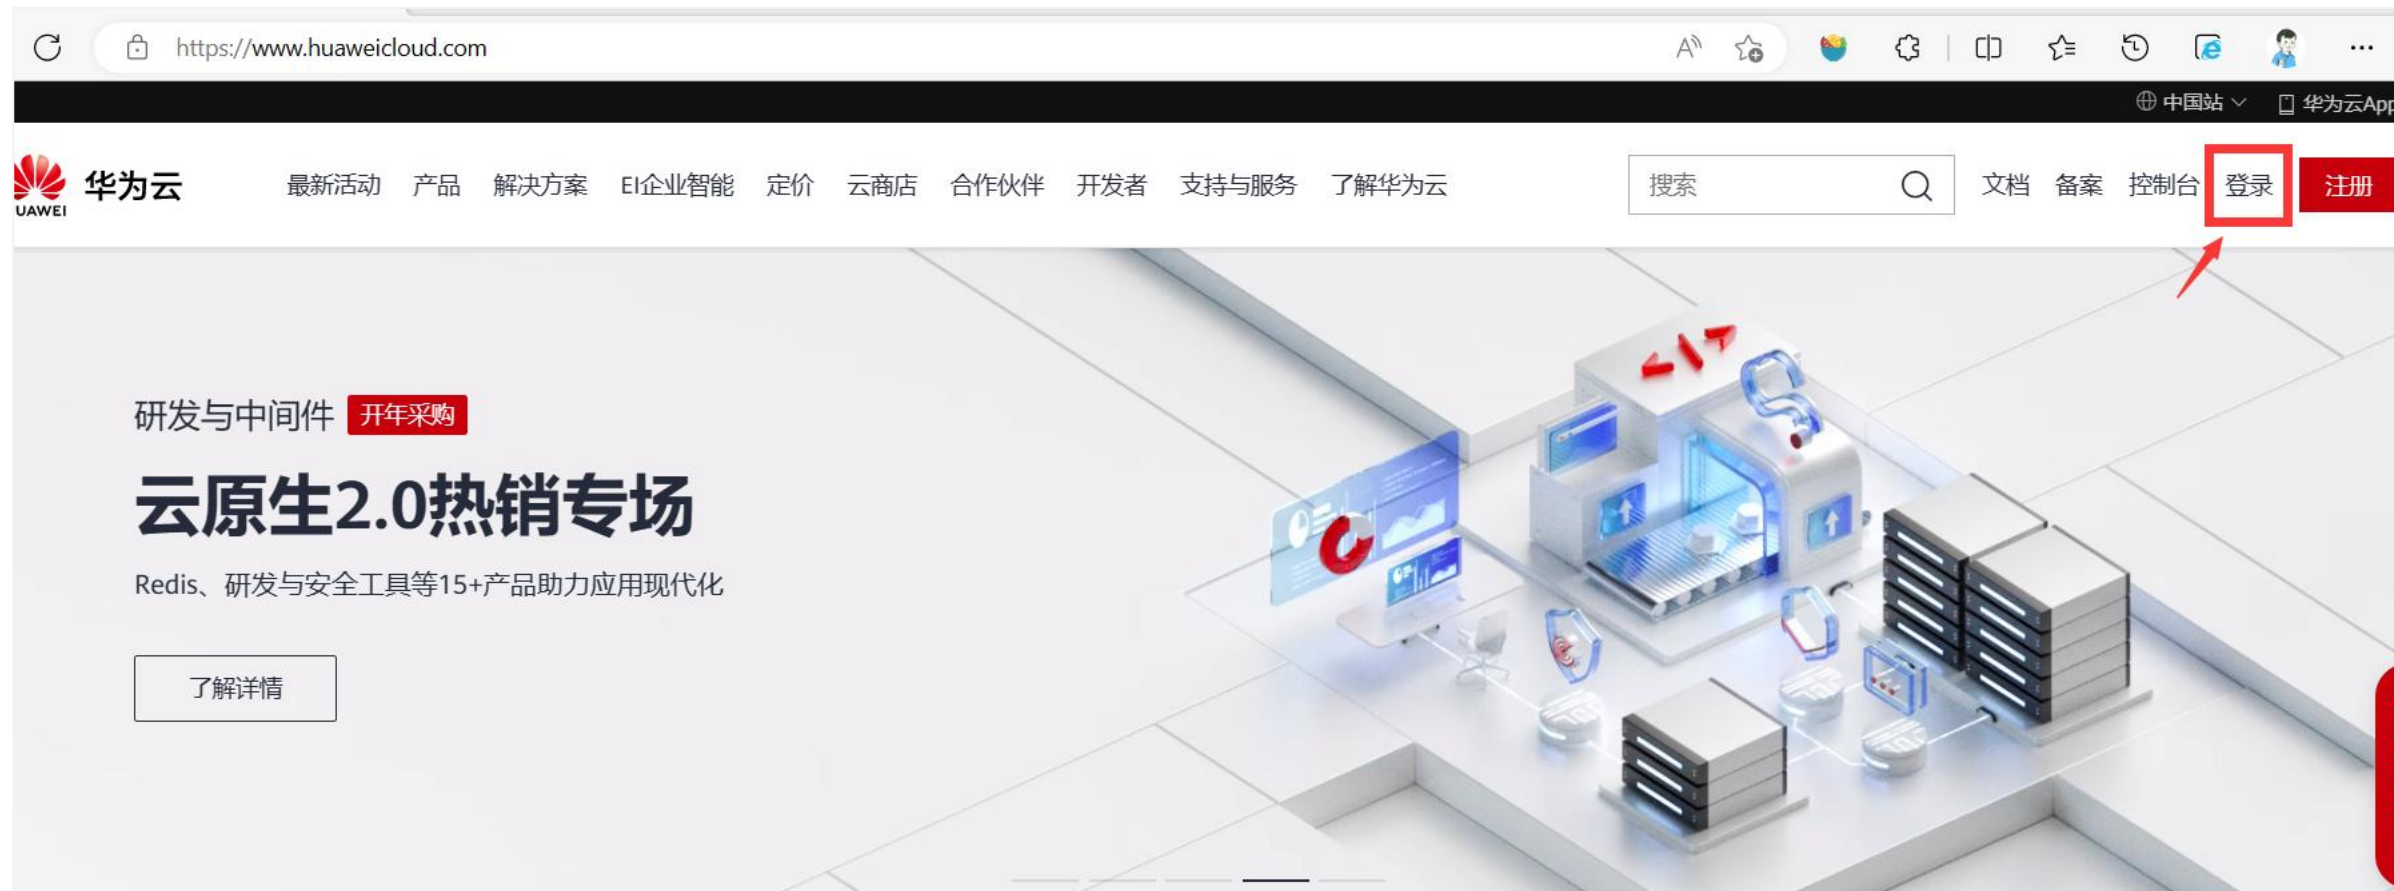 https://www.huaweicloud.com
中国站 华为云App
UAWEI 华为云 最新活动 产品 解决方案 EI企业智能 定价 云商店 合作伙伴 开发者 支持与服务 了解华为云 搜索 文档 备案 控制台 登录 注册
研发与中间件 开年采购
云原生2.0热销专场
Redis、研发与安全工具等15+产品助力应用现代化
了解详情